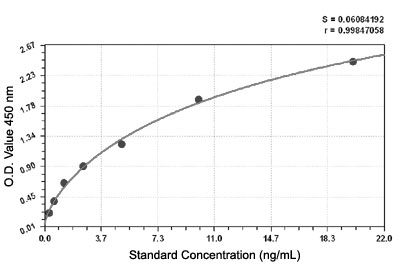 S = 0.06084192
r = 0.99847058
O.D. Value 450 nm
2.67
2.23
1.78
1.34
0.90
0.45
0.01
0.0 3.7 7.3 11.0 14.7 18.3 22.0
Standard Concentration (ng/mL)